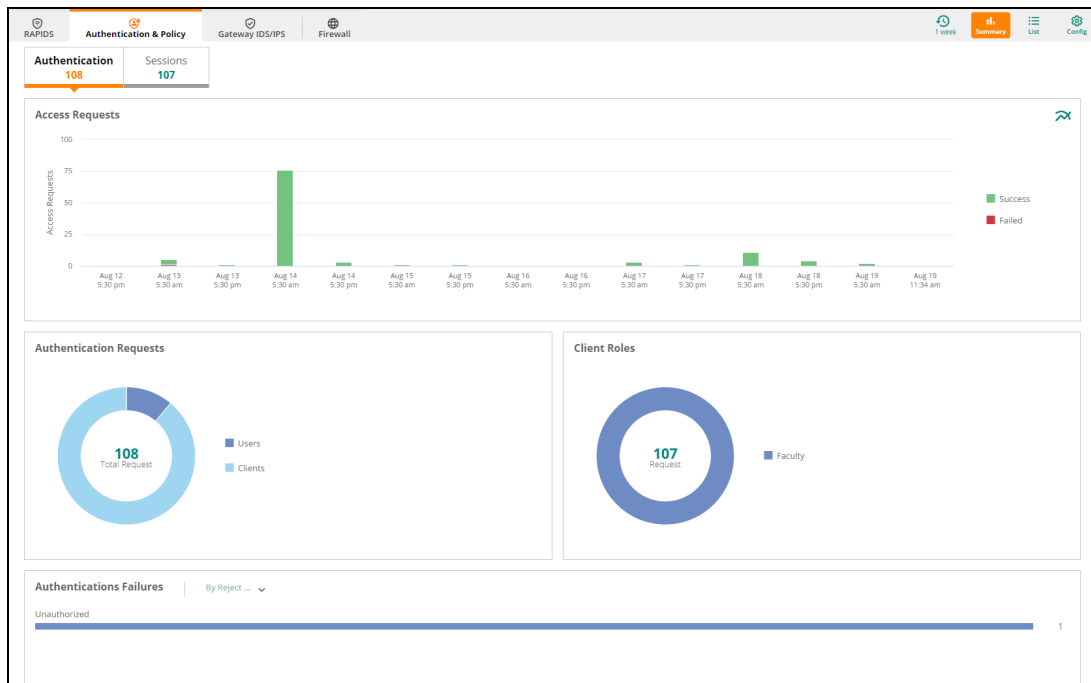 RAPIDS
Authentication & Policy
Gateway IDS/IPS
Firewall
1 week
Summary
List
Config
Authentication
108
Sessions
107
Access Requests
100
75
50
25
0
Access Requests
Aug 12
5:30 pm
Aug 13
5:30 am
Aug 13
5:30 pm
Aug 14
5:30 am
Aug 14
5:30 pm
Aug 15
5:30 am
Aug 15
5:30 pm
Aug 16
5:30 am
Aug 16
5:30 pm
Aug 17
5:30 am
Aug 17
5:30 pm
Aug 18
5:30 am
Aug 18
5:30 pm
Aug 19
5:30 am
Aug 19
11:34 am
Success
Failed
Authentication Requests
108
Total Request
Users
Clients
Client Roles
107
Request
Faculty
Authentications Failures
By Reject ...
Unauthorized
1